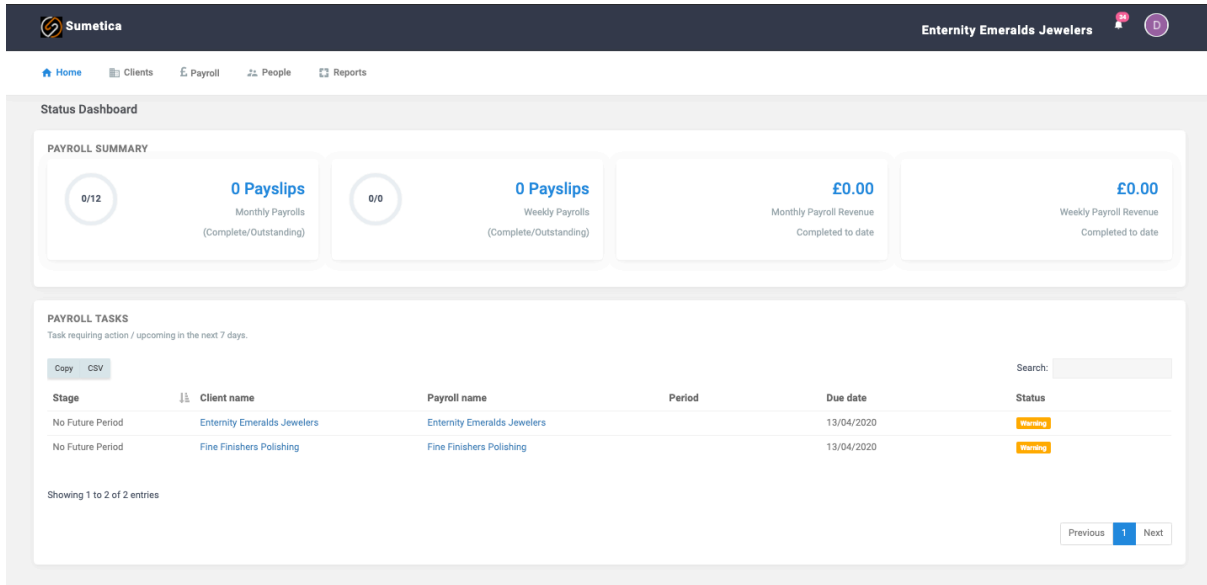 Sumetica
Enternity Emeralds Jewelers
34
D
Home Clients £ Payroll People Reports
Status Dashboard
PAYROLL SUMMARY
0/12
0 Payslips
Monthly Payrolls
(Complete/Outstanding)
0/0
0 Payslips
Weekly Payrolls
(Complete/Outstanding)
£0.00
Monthly Payroll Revenue
Completed to date
£0.00
Weekly Payroll Revenue
Completed to date
PAYROLL TASKS
Task requiring action / upcoming in the next 7 days.
Copy CSV
Search:
Stage Client name Payroll name Period Due date Status
No Future Period Enternity Emeralds Jewelers Enternity Emeralds Jewelers 13/04/2020 Warning
No Future Period Fine Finishers Polishing Fine Finishers Polishing 13/04/2020 Warning
Showing 1 to 2 of 2 entries
Previous 1 Next